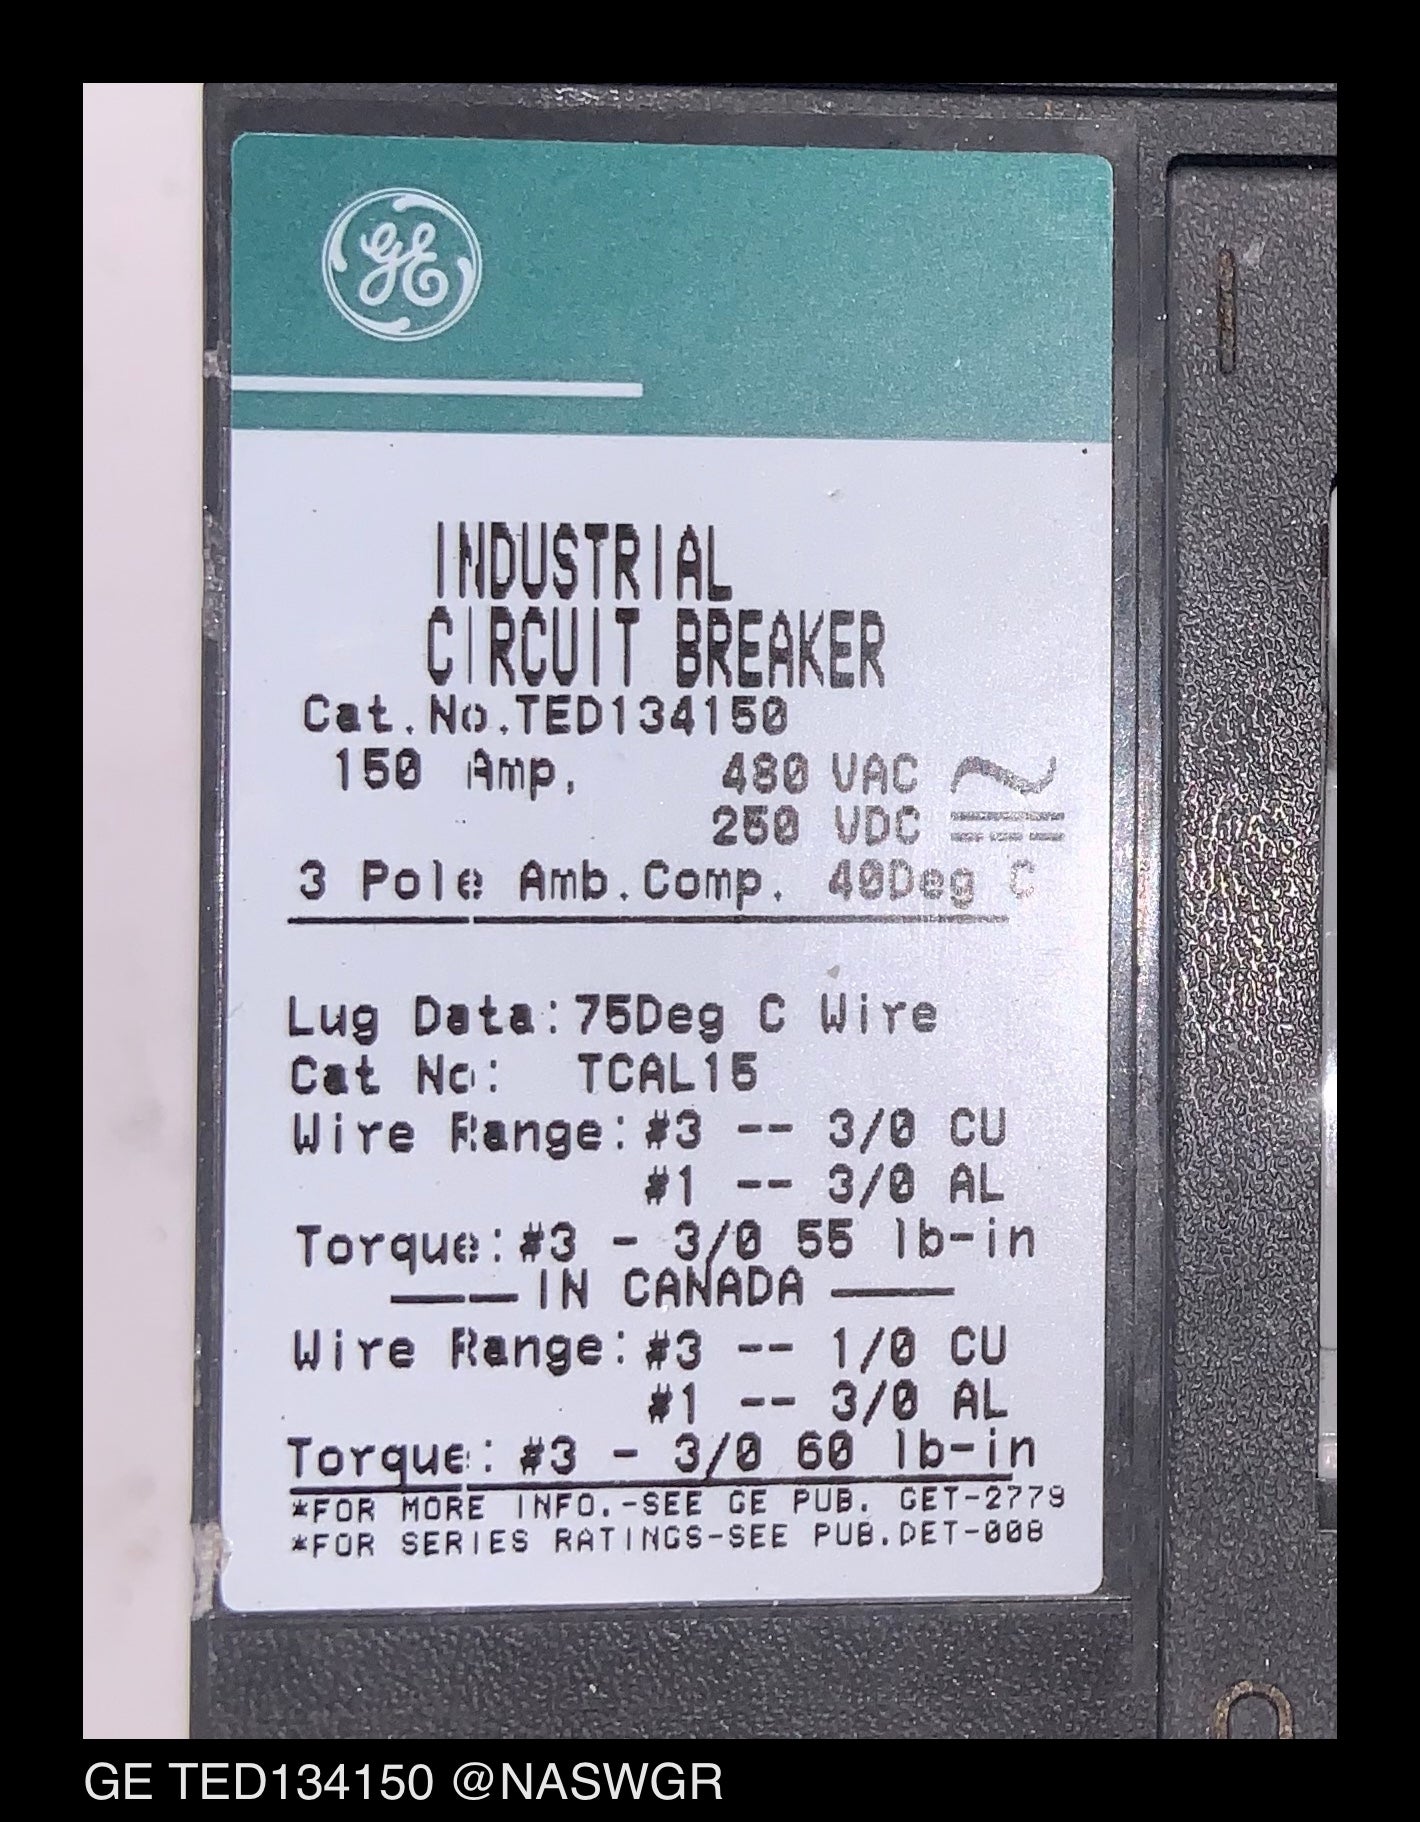 GE
INDUSTRIAL
CIRCUIT BREAKER
Cat.No.TED134150
150 Amp, 480 VAC
250 VDC
3 Pole Amb.Comp. 40Deg C
Lug Data:75Deg C Wire
Cat No: TCAL15
Wire Range:#3 -- 3/0 CU
#1 -- 3/0 AL
Torque:#3 - 3/0 55 lb-in
IN CANADA
Wire Range:#3 -- 1/0 CU
#1 -- 3/0 AL
Torque: #3 - 3/0 60 lb-in
*FOR MORE INFO.-SEE GE PUB. GET-2779
*FOR SERIES RATINGS-SEE PUB.DET-008
GE TED134150 @NASWGR